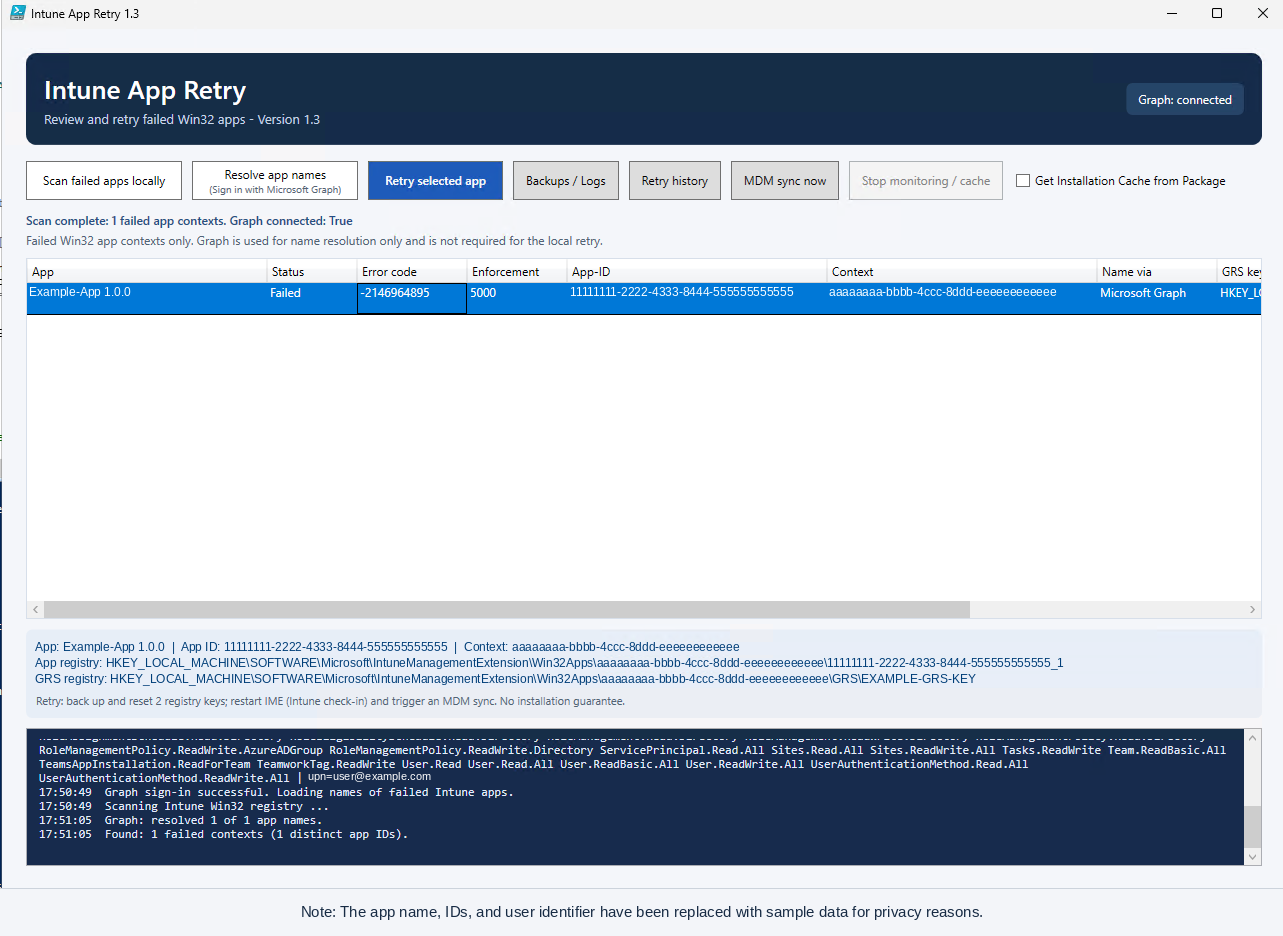 Intune App Retry 1.3
Intune App Retry
Review and retry failed Win32 apps - Version 1.3
Graph: connected
Scan failed apps locally
Resolve app names
(Sign in with Microsoft Graph)
Retry selected app
Backups / Logs
Retry history
MDM sync now
Stop monitoring / cache
Get Installation Cache from Package
Scan complete: 1 failed app contexts. Graph connected: True
Failed Win32 app contexts only. Graph is used for name resolution only and is not required for the local retry.
App Status Error code Enforcement App-ID Context Name via GRS key
Example-App 1.0.0 Failed -2146964895 5000 11111111-2222-4333-8444-555555555555 aaaaaaaa-bbbb-4ccc-8ddd-eeeeeeeeeeee Microsoft Graph HKEY_LO
App: Example-App 1.0.0 | App ID: 11111111-2222-4333-8444-555555555555 | Context: aaaaaaaa-bbbb-4ccc-8ddd-eeeeeeeeeeee
App registry: HKEY_LOCAL_MACHINE\SOFTWARE\Microsoft\IntuneManagementExtension\Win32Apps\aaaaaaaa-bbbb-4ccc-8ddd-eeeeeeeeeeee\11111111-2222-4333-8444-555555555555_1
GRS registry: HKEY_LOCAL_MACHINE\SOFTWARE\Microsoft\IntuneManagementExtension\Win32Apps\aaaaaaaa-bbbb-4ccc-8ddd-eeeeeeeeeeee\GRS\EXAMPLE-GRS-KEY
Retry: back up and reset 2 registry keys; restart IME (Intune check-in) and trigger an MDM sync. No installation guarantee.
RoleManagementPolicy.ReadWrite.AzureADGroup RoleManagementPolicy.ReadWrite.Directory ServicePrincipal.Read.All Sites.Read.All Sites.ReadWrite.All Tasks.ReadWrite Team.ReadBasic.All
TeamsAppInstallation.ReadForTeam TeamworkTag.ReadWrite User.Read User.Read.All User.ReadBasic.All User.ReadWrite.All UserAuthenticationMethod.Read.All
UserAuthenticationMethod.ReadWrite.All | upn=user@example.com
17:50:49 Graph sign-in successful. Loading names of failed Intune apps.
17:50:49 Scanning Intune Win32 registry ...
17:51:05 Graph: resolved 1 of 1 app names.
17:51:05 Found: 1 failed contexts (1 distinct app IDs).
Note: The app name, IDs, and user identifier have been replaced with sample data for privacy reasons.